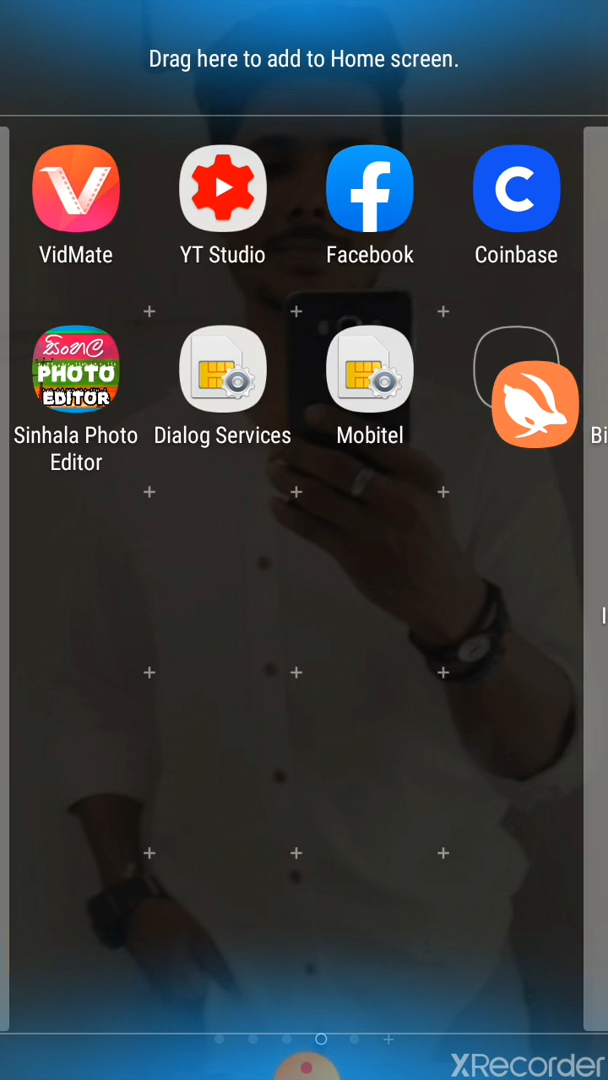 Drag here to add to Home screen.
VidMate
YT Studio
Facebook
Coinbase
සිංහල
PHOTO
EDITOR
Sinhala Photo
Editor
Dialog Services
Mobitel
Bi
I
XRecorder